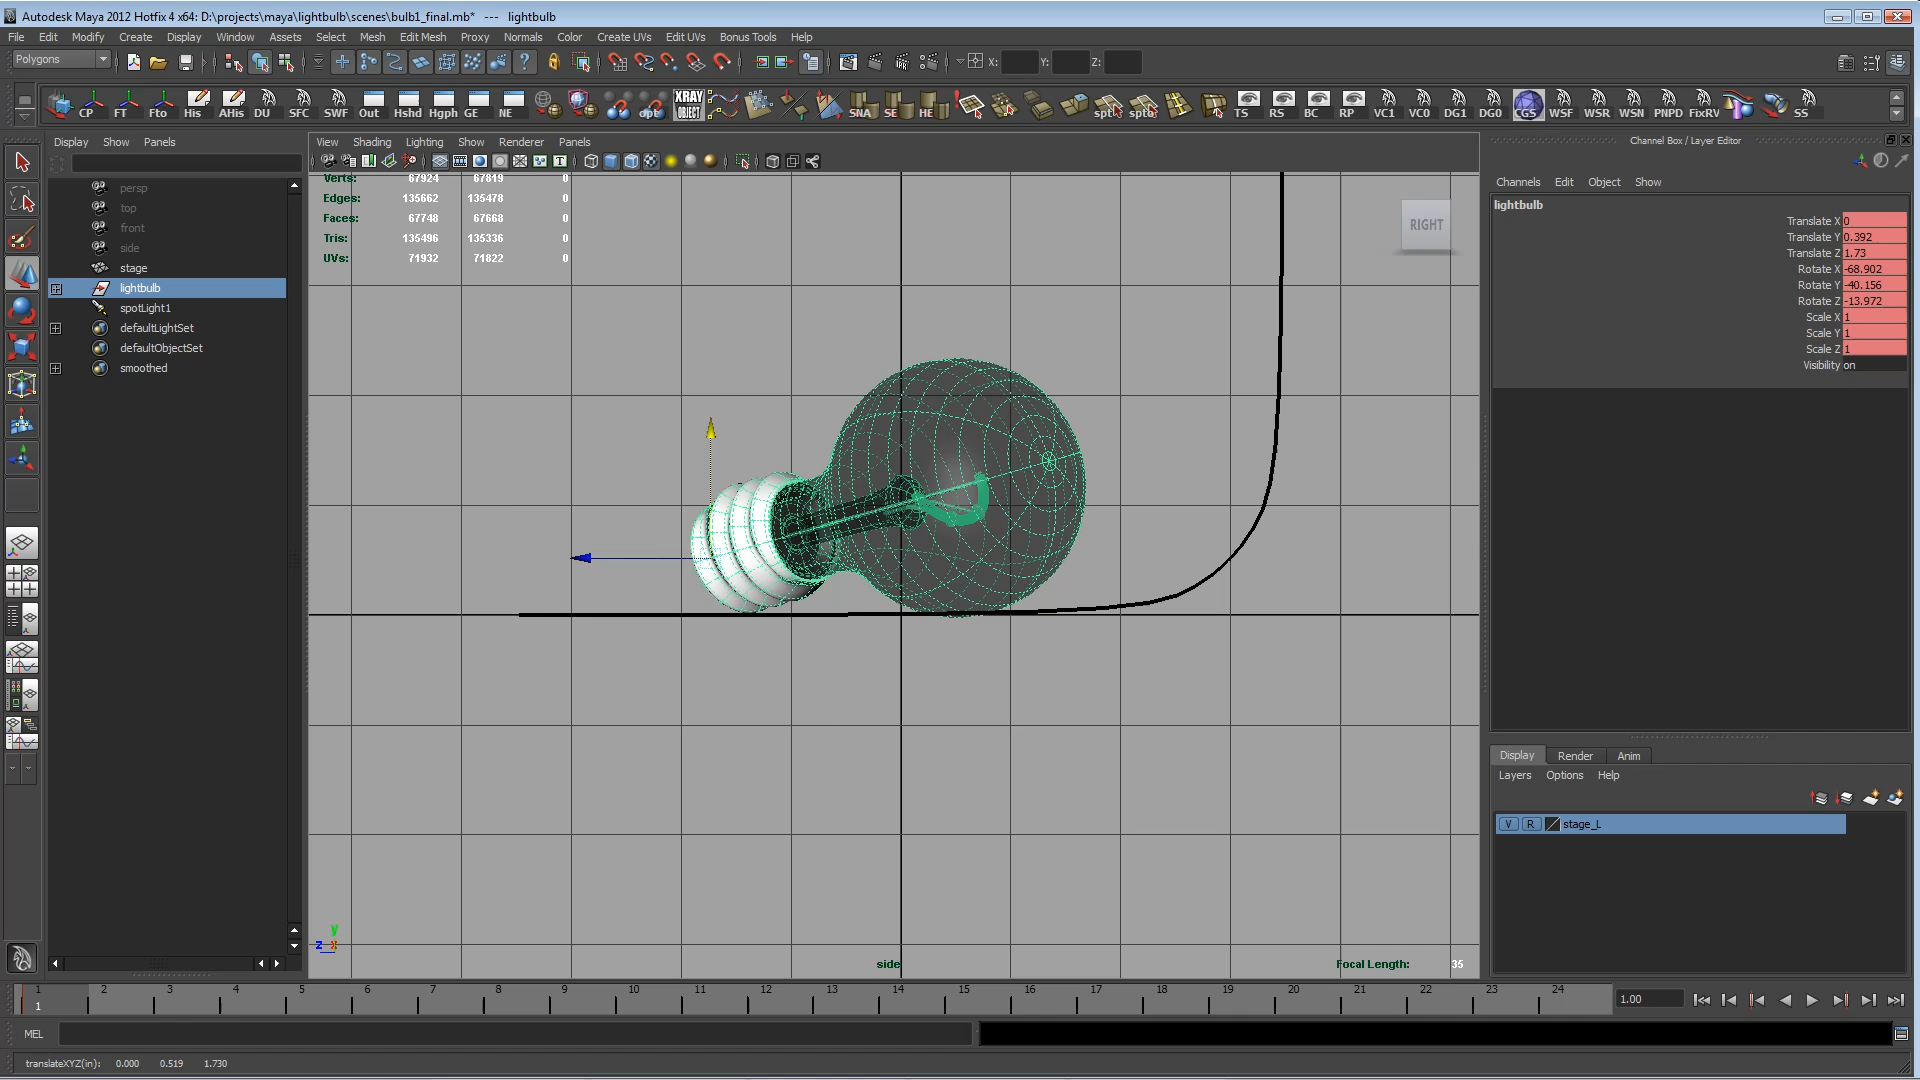 Autodesk Maya 2012 Hotfix 4 x64: D:\projects\maya\lightbulb\scenes\bulb1_final.mb* --- lightbulb
File Edit Modify Create Display Window Assets Select Mesh Edit Mesh Proxy Normals Color Create UVs Edit UVs Bonus Tools Help
Polygons X: Y: Z:
CP FT Fto His AHis DU SFC SWF Out Hshd Hgph GE NE opt XRAY OBJECT SNA SE HE TS RS BC RP VC1 VC0 DG1 DG0 CGS WSF WSR WSN PNPD FixRV SS
Display Show Panels
persp
top
front
side
stage
lightbulb
spotLight1
defaultLightSet
defaultObjectSet
smoothed
View Shading Lighting Show Renderer Panels
Verts: 67924 67819 0
Edges: 135662 135478 0
Faces: 67748 67668 0
Tris: 135496 135336 0
UVs: 71932 71822 0
RIGHT
y
z x
side
Focal Length: 35
Channel Box / Layer Editor
Channels Edit Object Show
lightbulb
Translate X 0
Translate Y 0.392
Translate Z 1.73
Rotate X -68.902
Rotate Y -40.156
Rotate Z -13.972
Scale X 1
Scale Y 1
Scale Z 1
Visibility on
Display Render Anim
Layers Options Help
V R stage_L
1 2 3 4 5 6 7 8 9 10 11 12 13 14 15 16 17 18 19 20 21 22 23 24
1
1.00
MEL
translateXYZ(in): 0.000 0.519 1.730